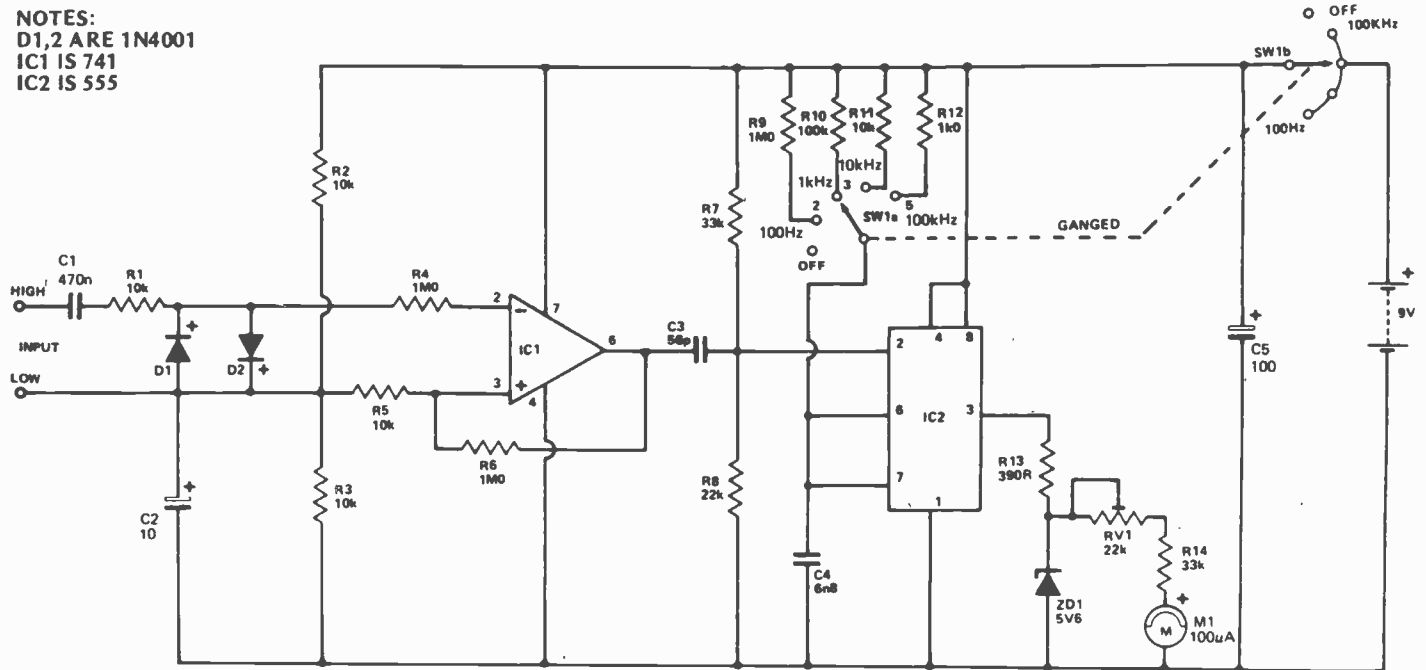 NOTES:
D1,2 ARE 1N4001
IC1 IS 741
IC2 IS 555
OFF
100KHz
SW1b
100Hz
R9
1M0
R10
100k
R11
10k
R12
1k0
R2
10k
10kHz
1kHz
3
2
5
SW1a
100kHz
100Hz
OFF
GANGED
R7
33k
C1
470n
R1
10k
R4
1M0
HIGH
INPUT
LOW
D1
D2
+
+
2
7
−
IC1
6
3
+
4
C3
56p
R5
10k
R6
1M0
R3
10k
C2
10
+
R8
22k
2
4
8
6
IC2
3
7
1
C4
6n8
R13
390R
RV1
22k
R14
33k
ZD1
5V6
+
M
M1
100µA
+
C5
100
+
9V